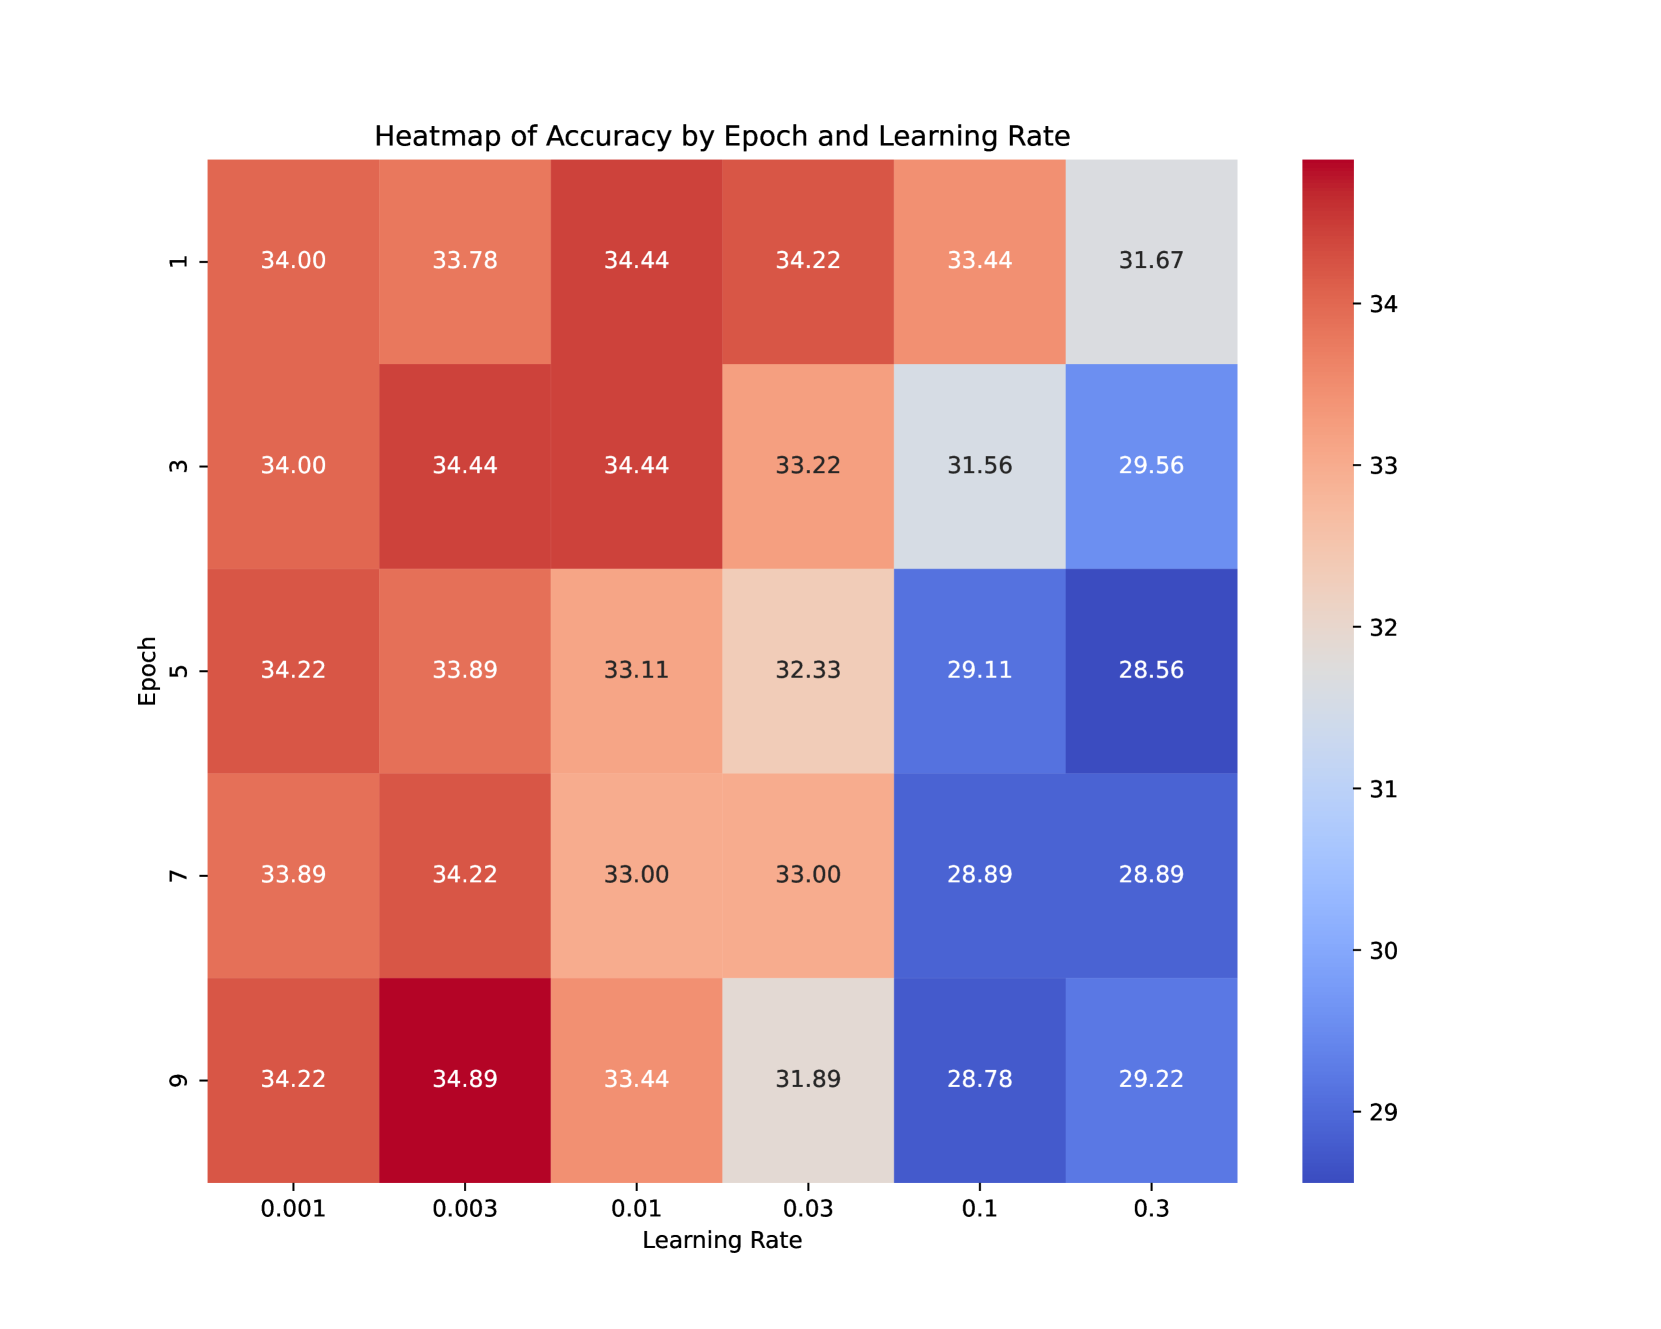 Heatmap of Accuracy by Epoch and Learning Rate
34.00 33.78 34.44 34.22 33.44 31.67
34.00 34.44 34.44 33.22 31.56 29.56
34.22 33.89 33.11 32.33 29.11 28.56
33.89 34.22 33.00 33.00 28.89 28.89
34.22 34.89 33.44 31.89 28.78 29.22
1
3
5
7
9
Epoch
0.001 0.003 0.01 0.03 0.1 0.3
Learning Rate
34
33
32
31
30
29